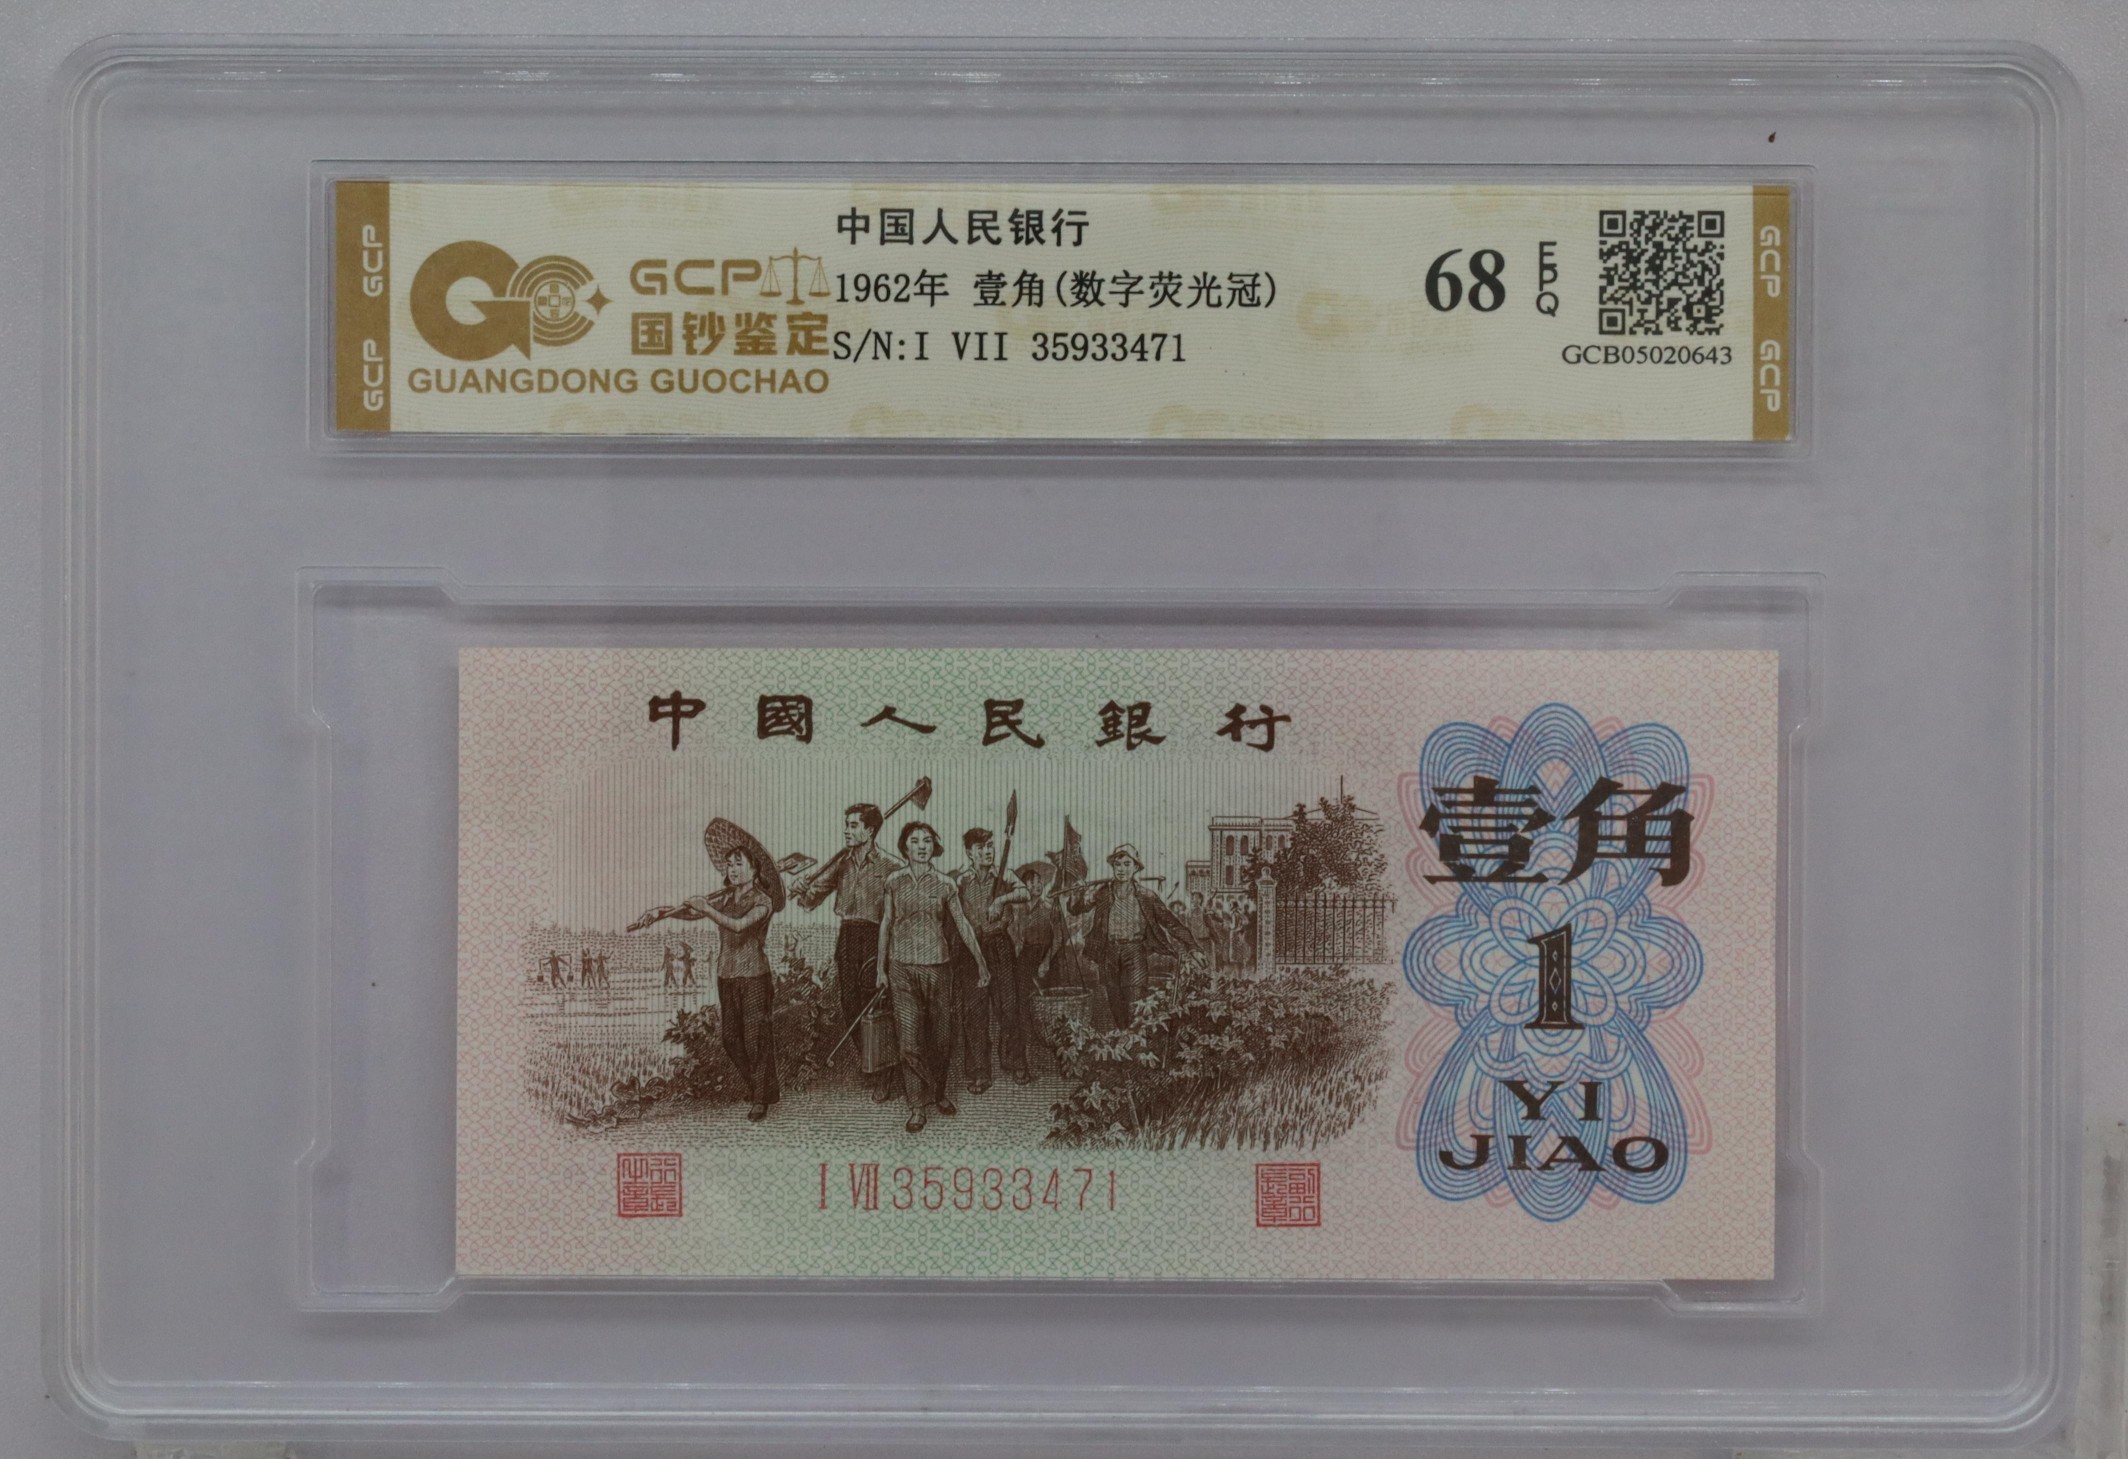 中国人民银行
GCP
国钞鉴定
GUANGDONG GUOCHAO
1962年 壹角(数字荧光冠)
S/N:I VII 35933471
68 EPQ
GCB05020643
GCP GCP
GCP GCP
中國人民銀行
壹角
1
YI
JIAO
I VII 35933471